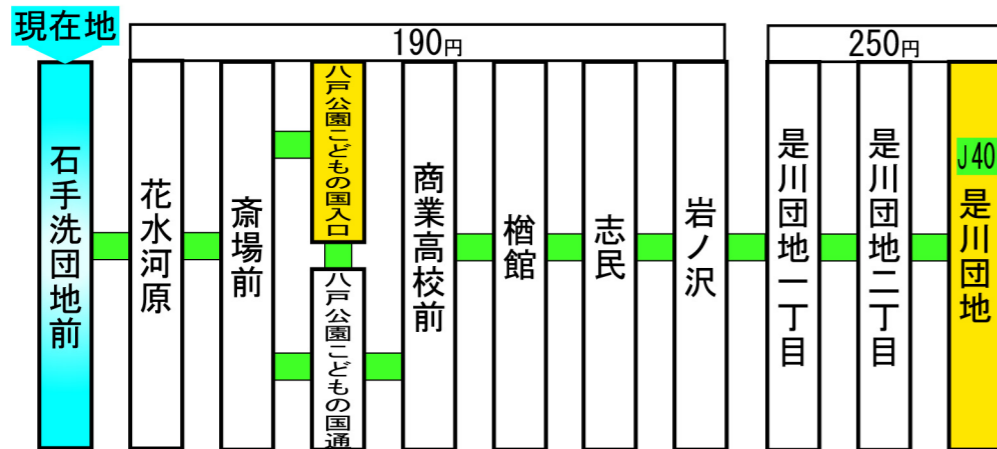 現在地
190円
250円
石手洗団地前
花水河原
斎場前
八戸公園こどもの国入口
八戸公園こどもの国通
商業高校前
楢館
志民
岩ノ沢
是川団地一丁目
是川団地二丁目
J40
是川団地